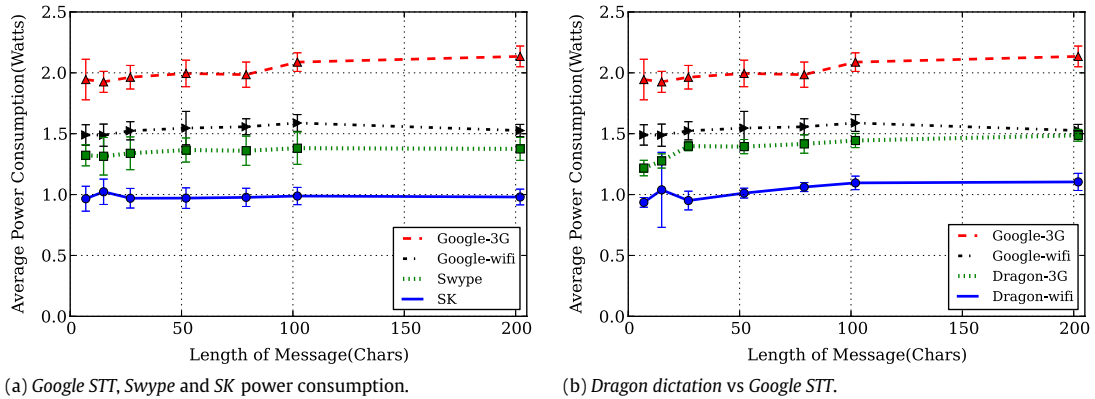 2.5
2.0
1.5
1.0
0.5
0.0
Average Power Consumption(Watts)
0 50 100 150 200
Length of Message(Chars)
Google-3G
Google-wifi
Swype
SK
(a) Google STT, Swype and SK power consumption.
2.5
2.0
1.5
1.0
0.5
0.0
Average Power Consumption(Watts)
0 50 100 150 200
Length of Message(Chars)
Google-3G
Google-wifi
Dragon-3G
Dragon-wifi
(b) Dragon dictation vs Google STT.